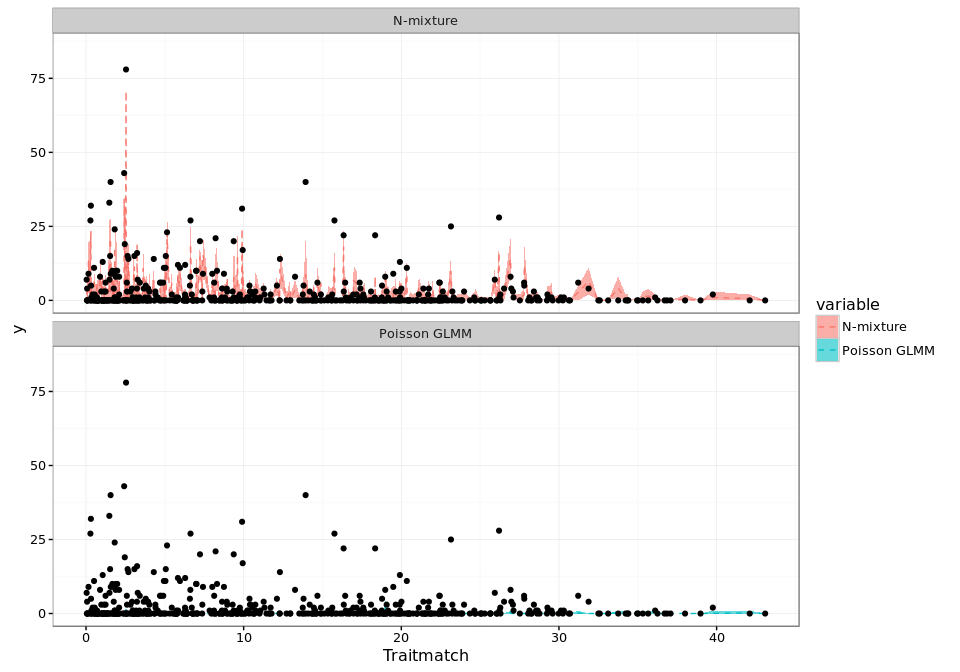 N-mixture
75
50
25
0
y
Poisson GLMM
75
50
25
0
0 10 20 30 40
Traitmatch
variable
N-mixture
Poisson GLMM